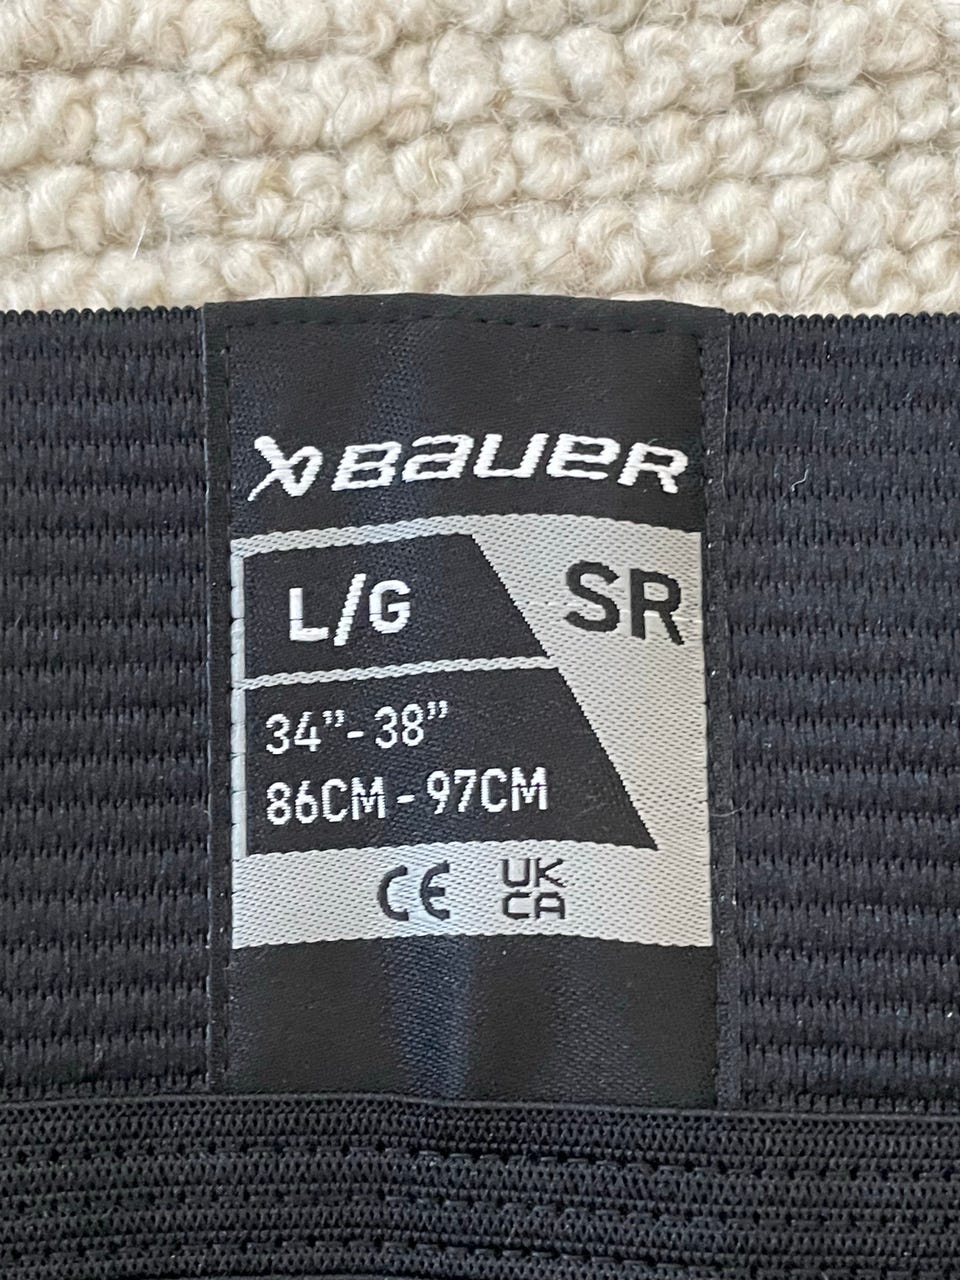 BAUER
L/G
SR
34"- 38"
86CM - 97CM
CE
UK
CA